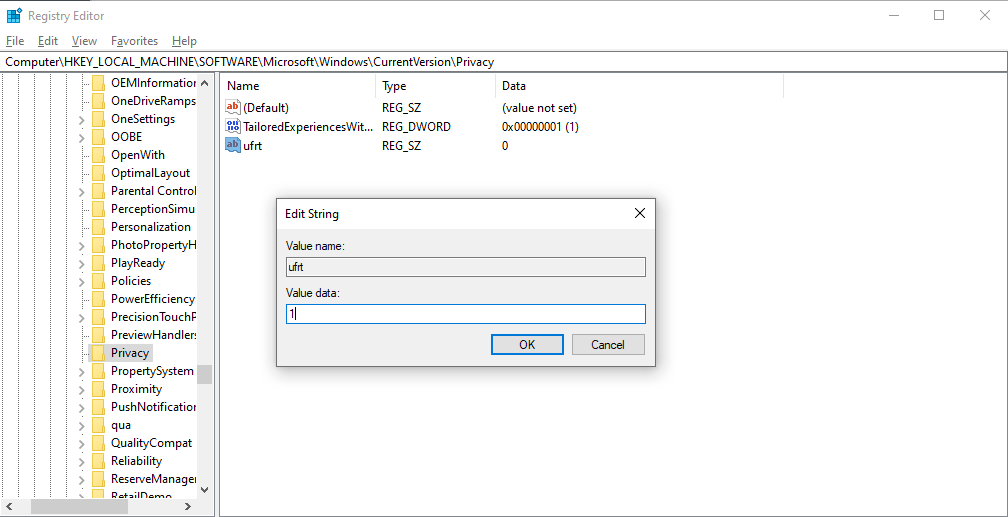 Registry Editor
File Edit View Favorites Help
Computer\HKEY_LOCAL_MACHINE\SOFTWARE\Microsoft\Windows\CurrentVersion\Privacy
OEMInformation
OneDriveRamps
OneSettings
OOBE
OpenWith
OptimalLayout
Parental Control
PerceptionSimu
Personalization
PhotoPropertyH
PlayReady
Policies
PowerEfficiency
PrecisionTouchP
PreviewHandlers
Privacy
PropertySystem
Proximity
PushNotification
qua
QualityCompat
Reliability
ReserveManager
RetailDemo
Name Type Data
ab (Default) REG_SZ (value not set)
TailoredExperiencesWit... REG_DWORD 0x00000001 (1)
ab ufrt REG_SZ 0
Edit String
Value name:
ufrt
Value data:
1
OK Cancel